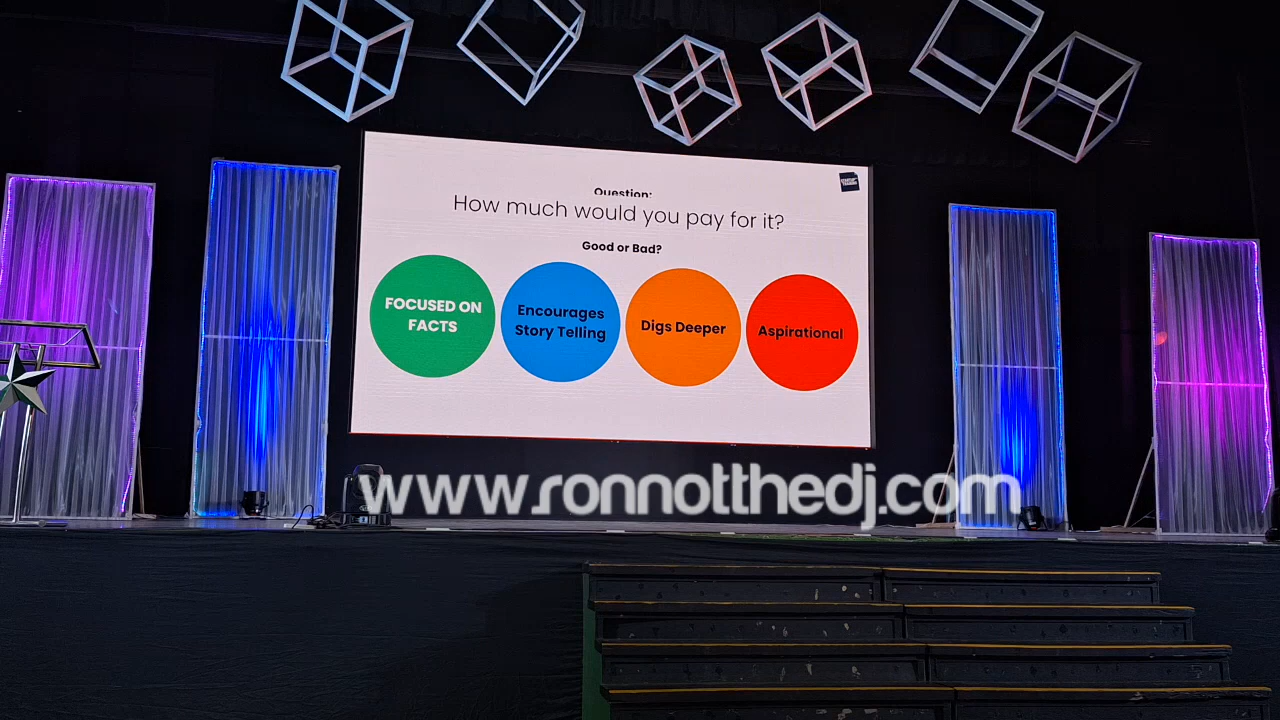 Question:
How much would you pay for it?
Good or Bad?
FOCUSED ON
FACTS
Encourages
Story Telling
Digs Deeper
Aspirational
www.ronnotthedj.com